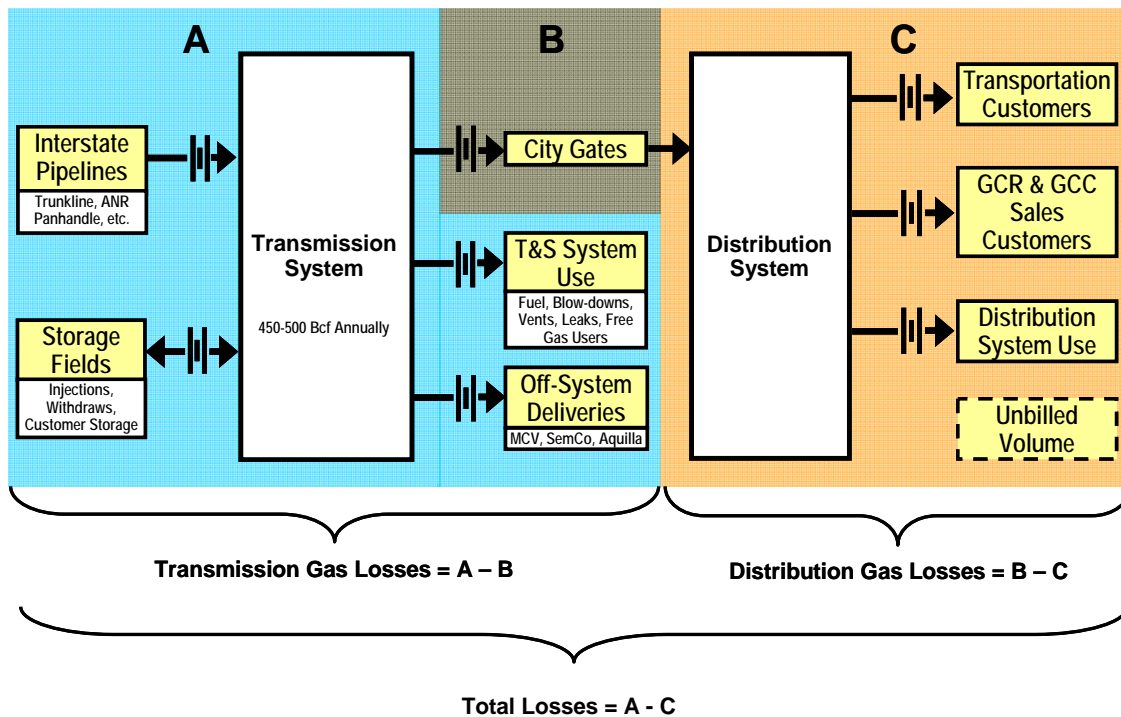 A
B
C
Interstate
Pipelines
Trunkline, ANR
Panhandle, etc.
Storage
Fields
Injections,
Withdraws,
Customer Storage
Transmission
System
450-500 Bcf Annually
City Gates
T&S System
Use
Fuel, Blow-downs,
Vents, Leaks, Free
Gas Users
Off-System
Deliveries
MCV, SemCo, Aquilla
Distribution
System
Transportation
Customers
GCR & GCC
Sales
Customers
Distribution
System Use
Unbilled
Volume
Transmission Gas Losses = A – B
Distribution Gas Losses = B – C
Total Losses = A - C